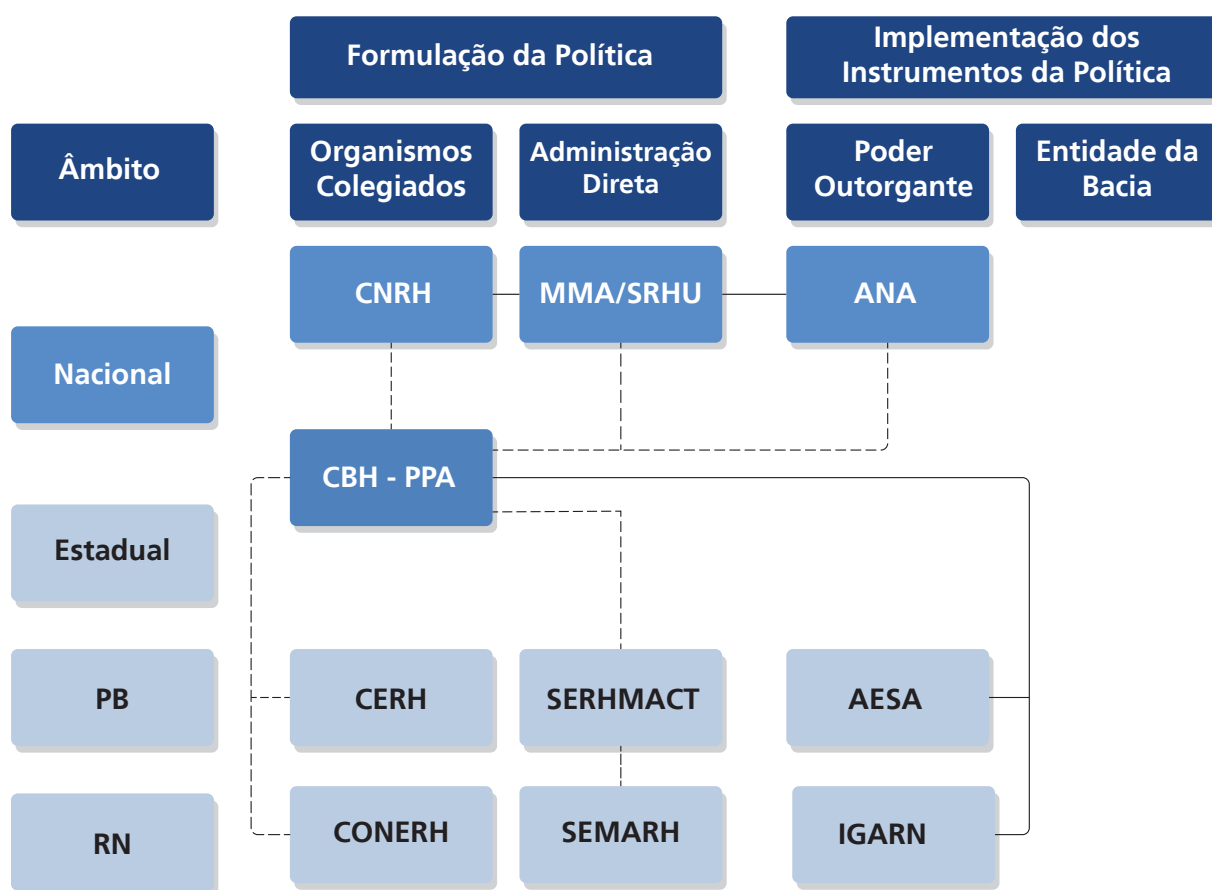 Formulação da Política
Implementação dos
Instrumentos da Política
Âmbito
Organismos
Colegiados
Administração
Direta
Poder
Outorgante
Entidade da
Bacia
CNRH
MMA/SRHU
ANA
Nacional
CBH - PPA
Estadual
PB
CERH
SERHMACT
AESA
RN
CONERH
SEMARH
IGARN